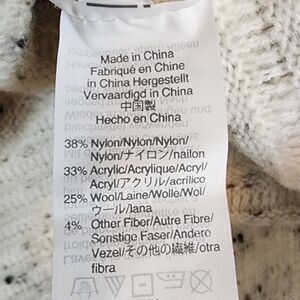 Made in China
Fabriqué en Chine
in China Hergestellt
Vervaardigd in China
中国製
Hecho en China
38% Nylon/Nylon/Nylon/
Nylon/ナイロン/nailon
33% Acrylic/Acrylique/Acryl/
Acryl/アクリル/acrílico
25% Wool/Laine/Wolle/Wol/
ウール/lana
4% Other Fiber/Autre Fibre/
Sonstige Faser/Andere
Vezel/その他の繊維/otra
fibra